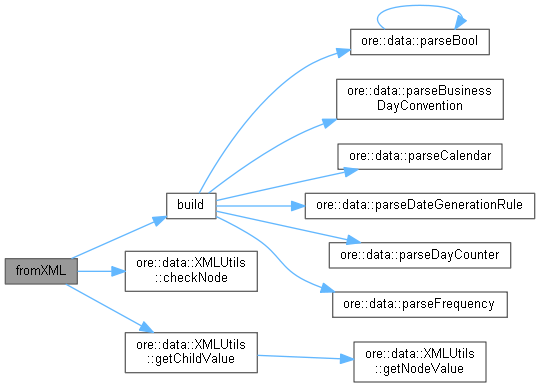 ore::data::parseBool
ore::data::parseBusiness
DayConvention
ore::data::parseCalendar
build
ore::data::parseDateGenerationRule
ore::data::parseDayCounter
fromXML
ore::data::XMLUtils
::checkNode
ore::data::parseFrequency
ore::data::XMLUtils
::getChildValue
ore::data::XMLUtils
::getNodeValue